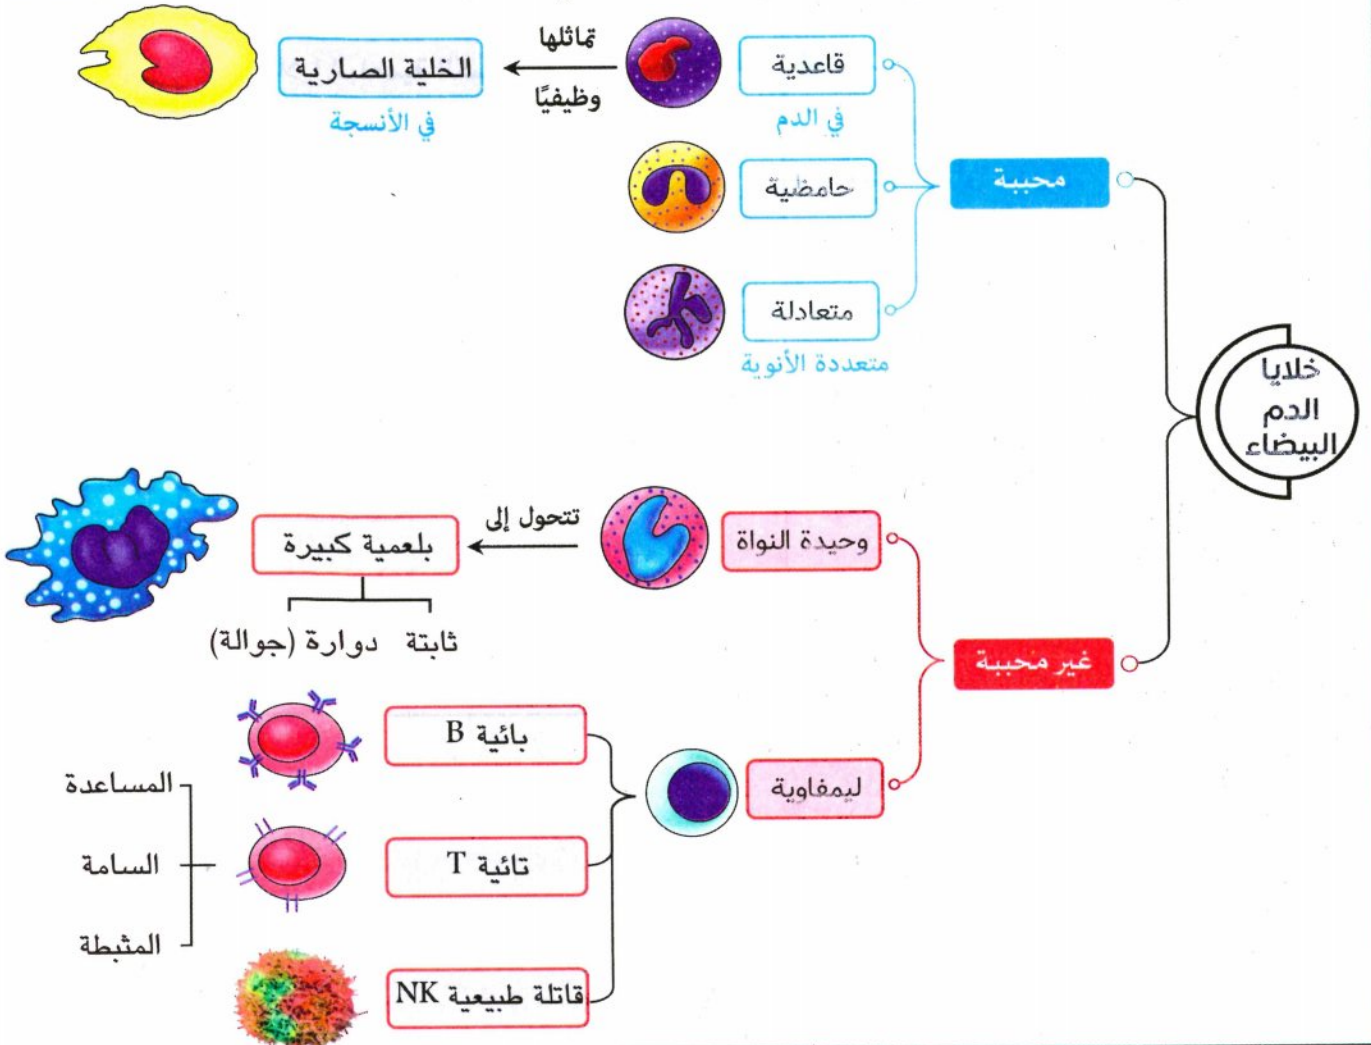 خلايا
الدم
البيضاء
محببة
قاعدية
في الدم
تماثلها
وظيفيًا
الخلية الصارية
في الأنسجة
حامضية
متعادلة
متعددة الأنوية
غير محببة
وحيدة النواة
تتحول إلى
بلعمية كبيرة
ثابتة
دوارة (جوالة)
ليمفاوية
بائية B
تائية T
المساعدة
السامة
المثبطة
قاتلة طبيعية NK